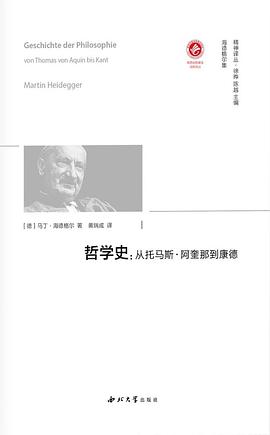 Geschichte der Philosophie
von Thomas von Aquin bis Kant
Martin Heidegger
精神译丛·徐晔 陈越 主编
海德格尔集
[德] 马丁·海德格尔 著 黄瑞成 译
哲学史：从托马斯·阿奎那到康德
西北大学出版社